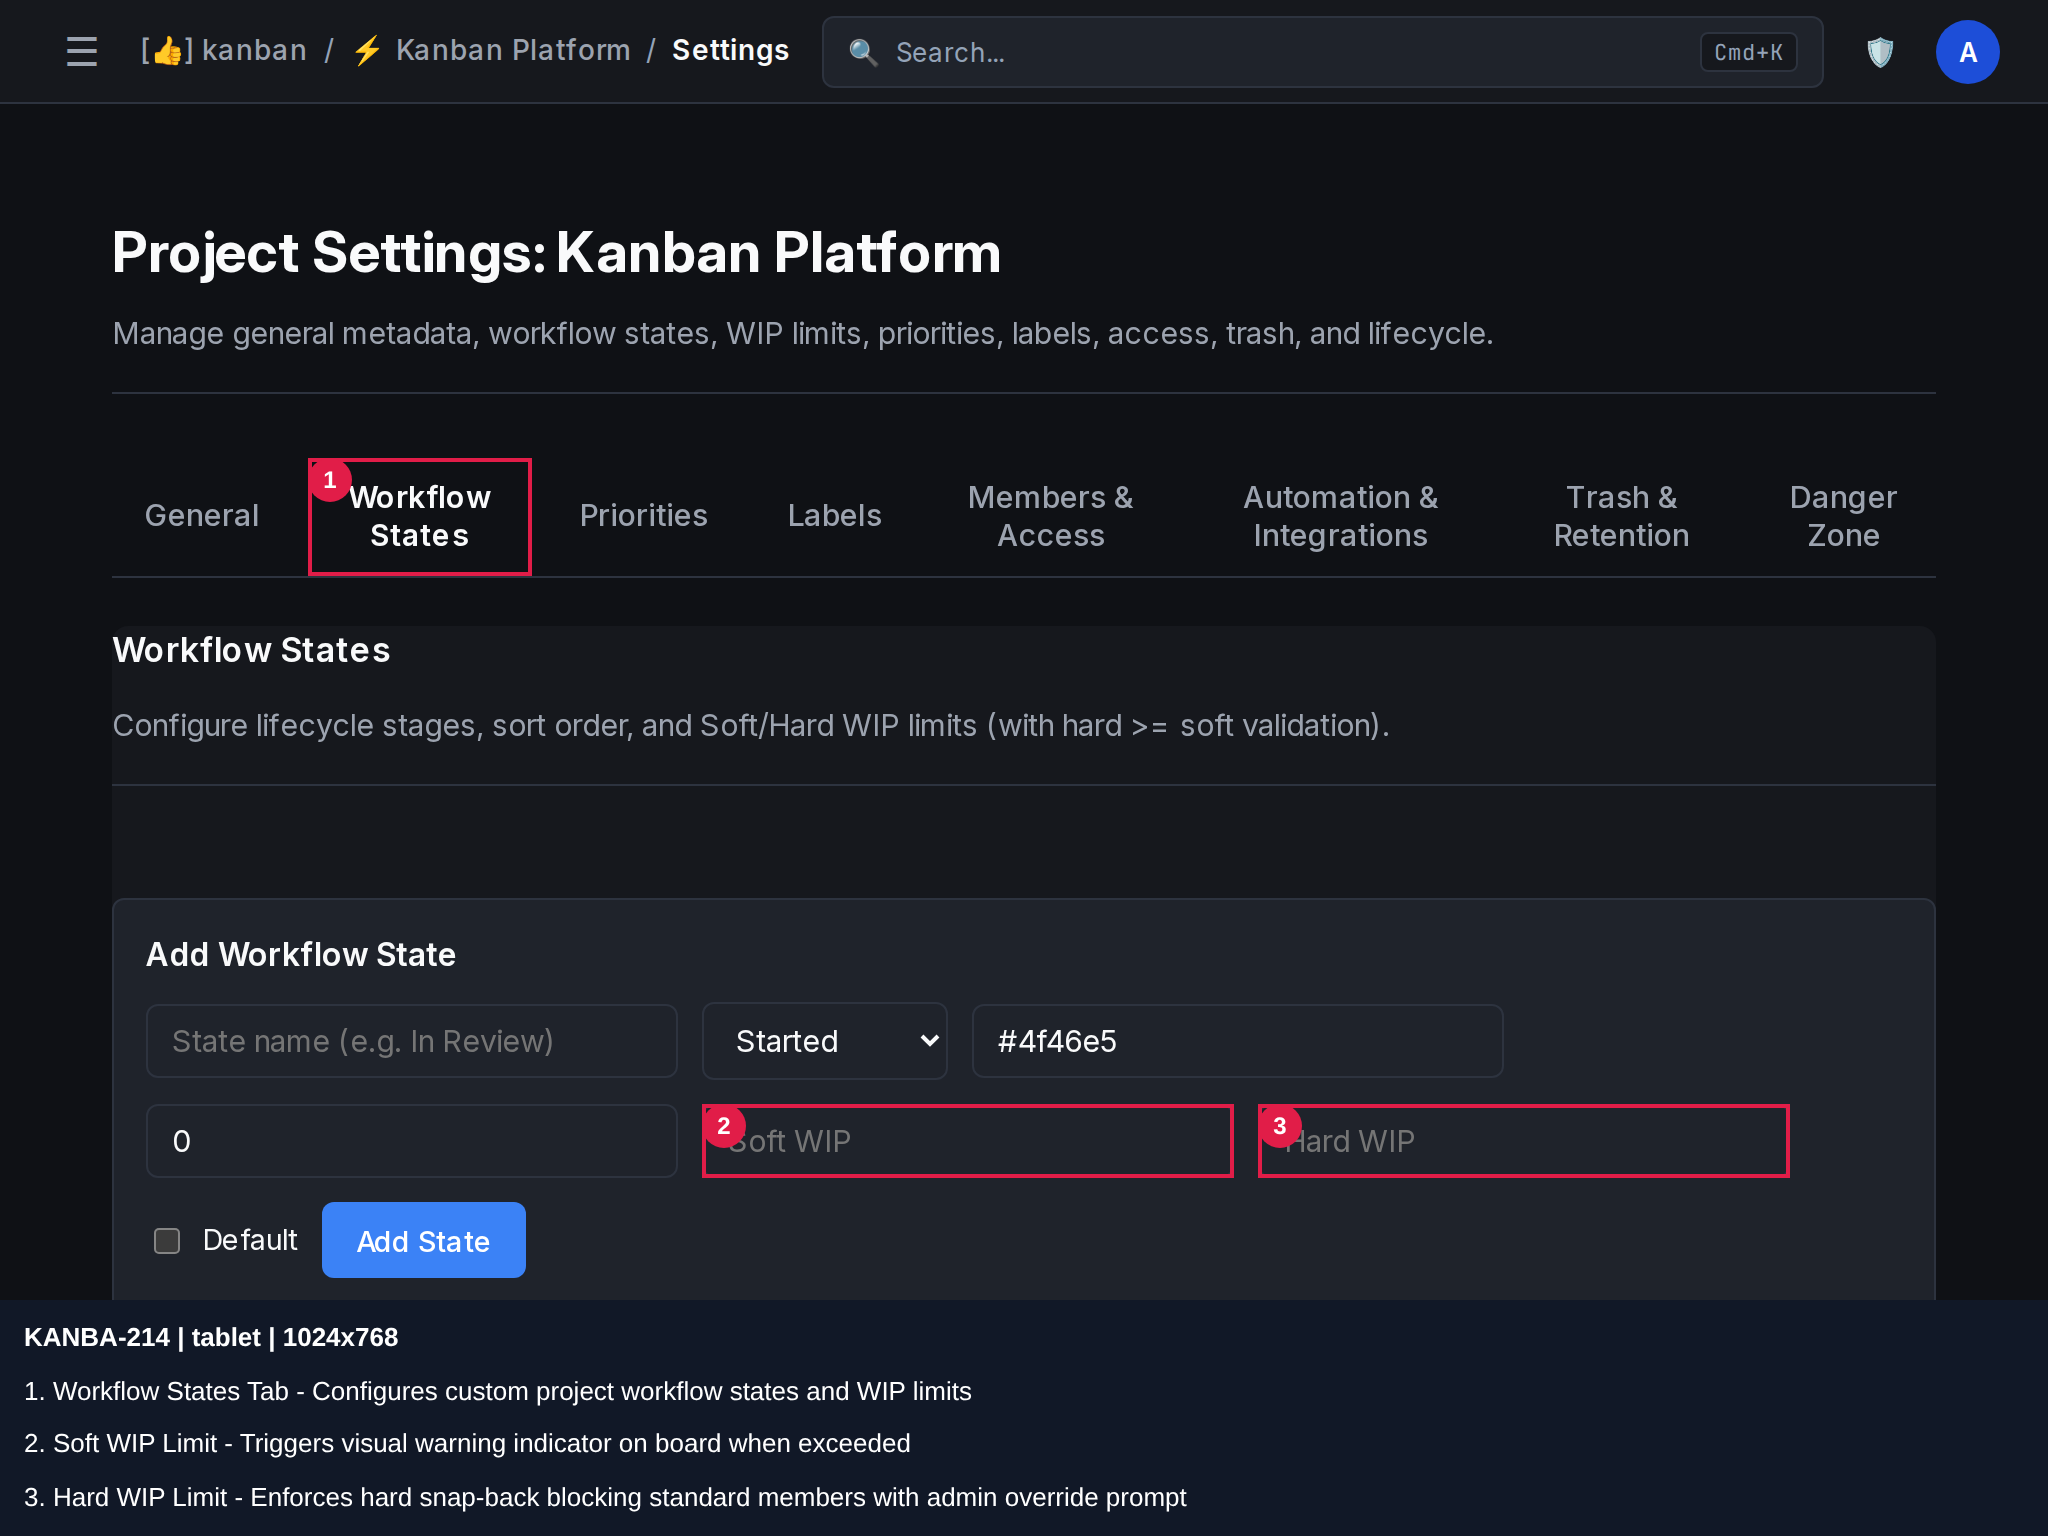 [👍] kanban / ⚡ Kanban Platform / Settings
🔍 Search... Cmd+K
A
Project Settings: Kanban Platform
Manage general metadata, workflow states, WIP limits, priorities, labels, access, trash, and lifecycle.
General
1 Workflow
States
Priorities
Labels
Members &
Access
Automation &
Integrations
Trash &
Retention
Danger
Zone
Workflow States
Configure lifecycle stages, sort order, and Soft/Hard WIP limits (with hard >= soft validation).
Add Workflow State
State name (e.g. In Review) Started #4f46e5
0 2 Soft WIP 3 Hard WIP
Default Add State
KANBA-214 | tablet | 1024x768
1. Workflow States Tab - Configures custom project workflow states and WIP limits
2. Soft WIP Limit - Triggers visual warning indicator on board when exceeded
3. Hard WIP Limit - Enforces hard snap-back blocking standard members with admin override prompt